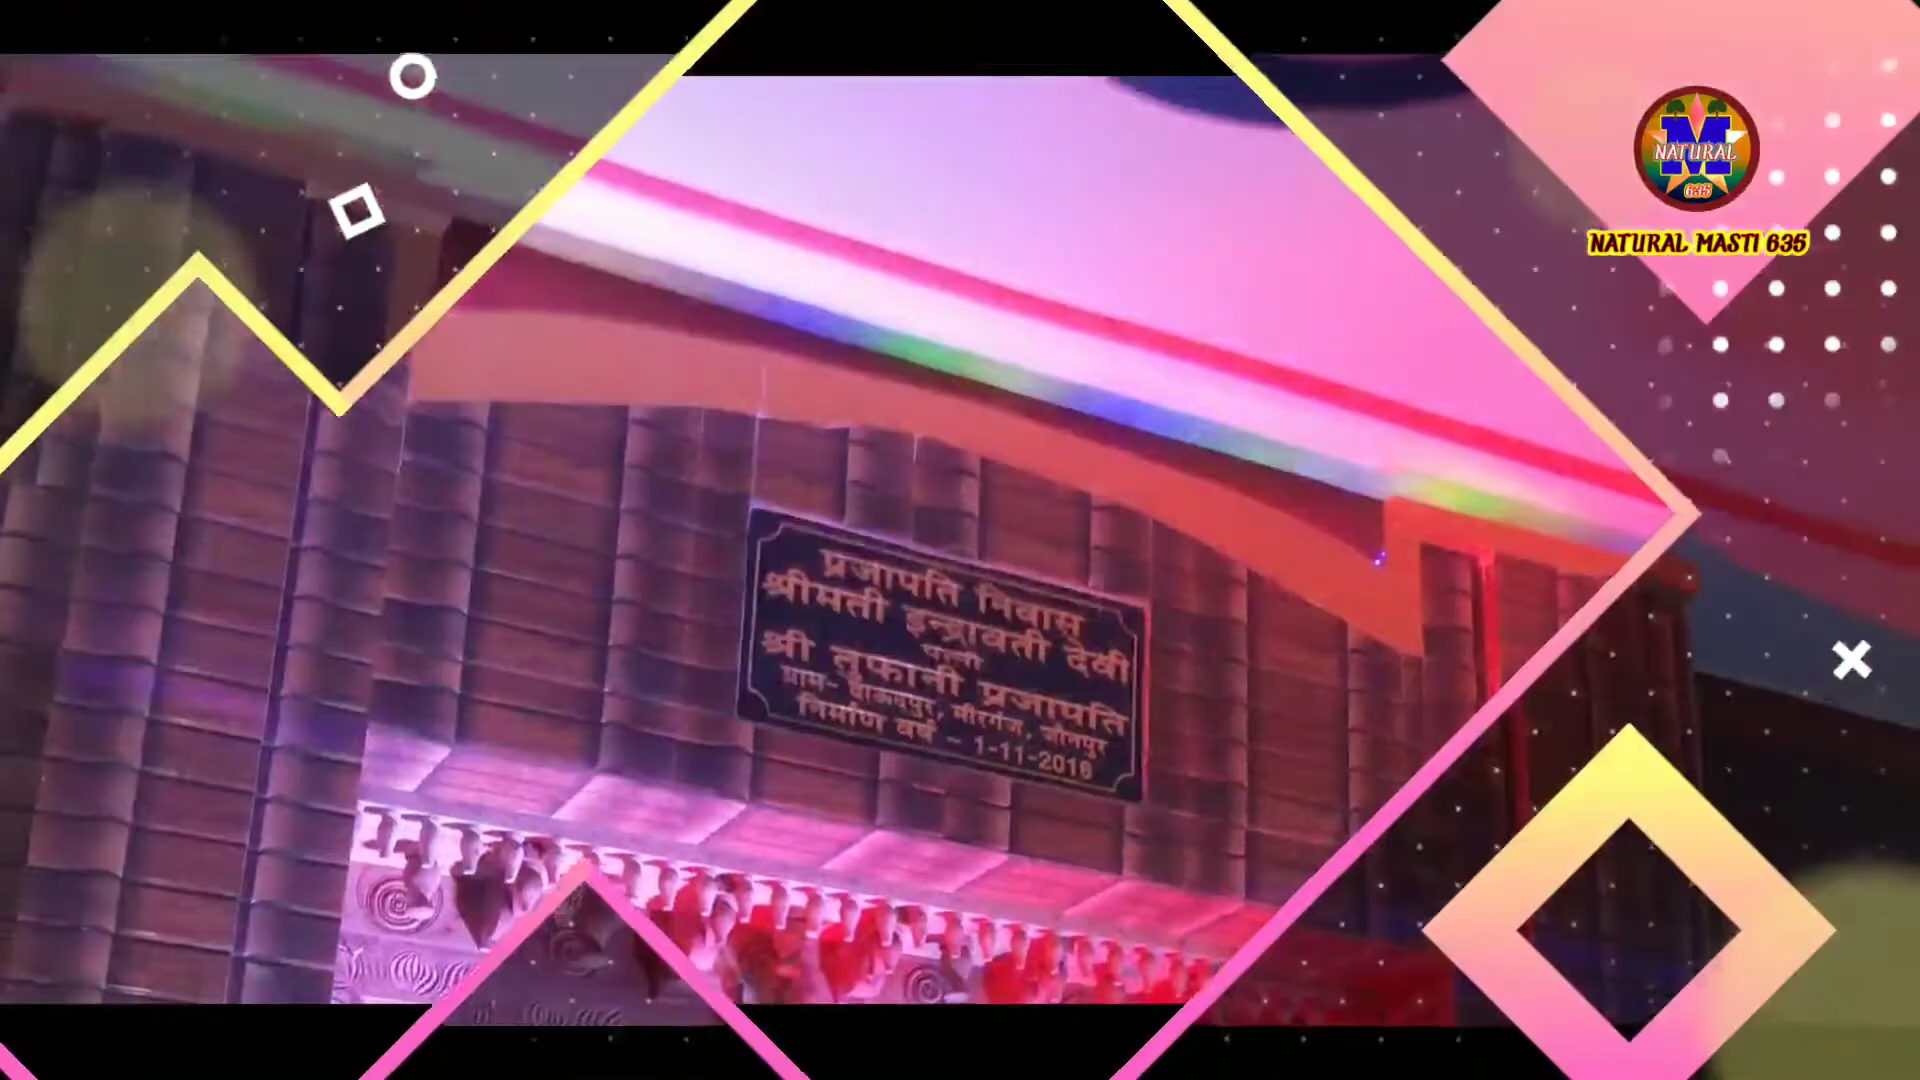 NATURAL
635
NATURAL MASTI 635
प्रजापति निवास
श्रीमती इन्द्रावती देवी
पत्नी
श्री तूफानी प्रजापति
ग्राम- मीरगंज, जौनपुर
निर्माण वर्ष - 1-11-2016